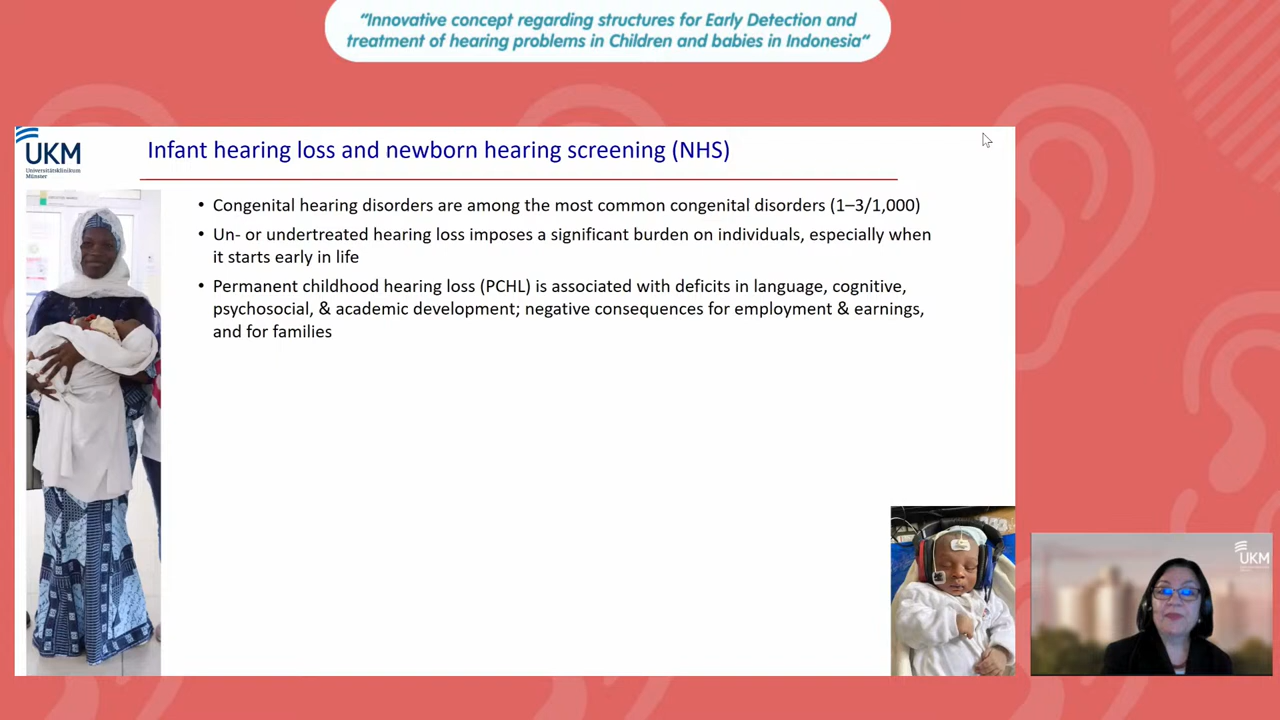 “Innovative concept regarding structures for Early Detection and
treatment of hearing problems in Children and babies in Indonesia“
UKM
Universitätsklinikum
Münster
Infant hearing loss and newborn hearing screening (NHS)
• Congenital hearing disorders are among the most common congenital disorders (1–3/1,000)
• Un- or undertreated hearing loss imposes a significant burden on individuals, especially when
it starts early in life
• Permanent childhood hearing loss (PCHL) is associated with deficits in language, cognitive,
psychosocial, & academic development; negative consequences for employment & earnings,
and for families
UKM